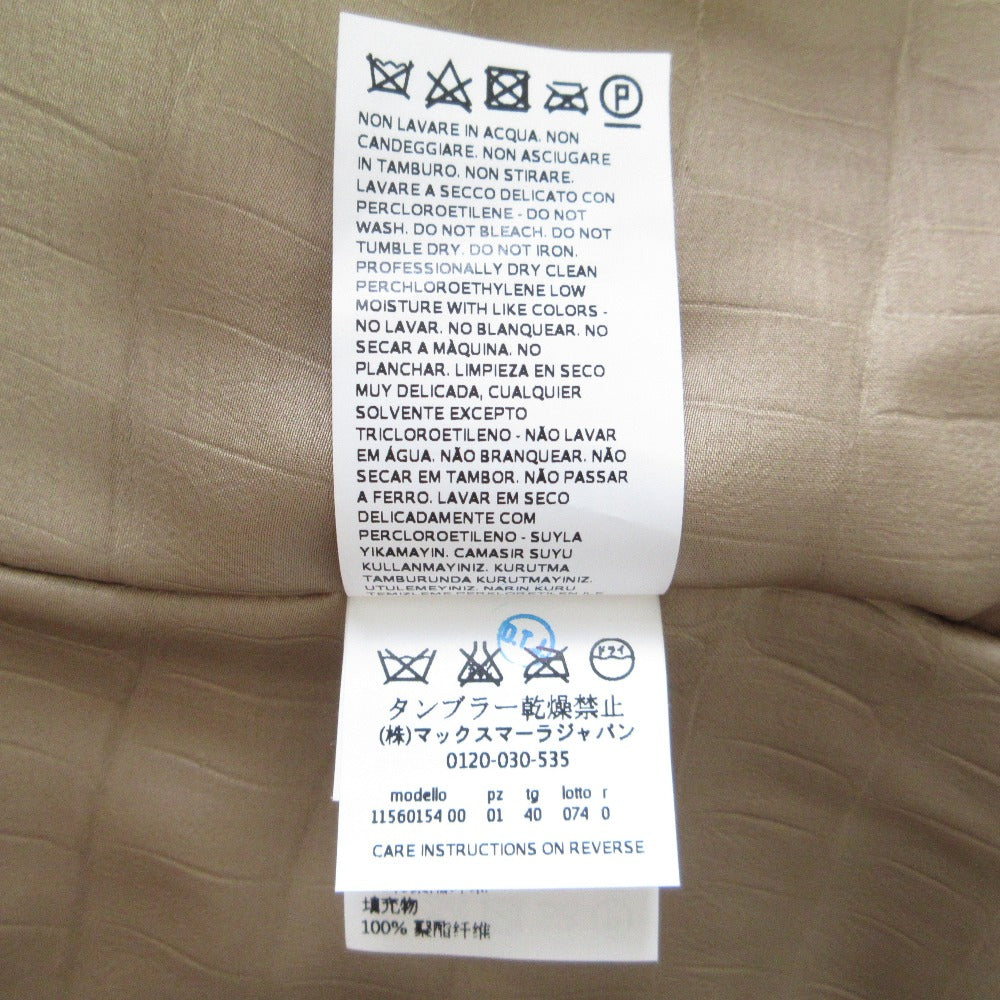 P
NON LAVARE IN ACQUA. NON
CANDEGGIARE. NON ASCIUGARE
IN TAMBURO. NON STIRARE.
LAVARE A SECCO DELICATO CON
PERCLOROETILENE - DO NOT
WASH. DO NOT BLEACH. DO NOT
TUMBLE DRY. DO NOT IRON.
PROFESSIONALLY DRY CLEAN
PERCHLOROETHYLENE LOW
MOISTURE WITH LIKE COLORS -
NO LAVAR. NO BLANQUEAR. NO
SECAR A MÀQUINA. NO
PLANCHAR. LIMPIEZA EN SECO
MUY DELICADA, CUALQUIER
SOLVENTE EXCEPTO
TRICLOROETILENO - NÃO LAVAR
EM ÁGUA. NÃO BRANQUEAR. NÃO
SECAR EM TAMBOR. NÃO PASSAR
A FERRO. LAVAR EM SECO
DELICADAMENTE COM
PERCLOROETILENO - SUYLA
YIKAMAYIN. CAMASIR SUYU
KULLANMAYINIZ. KURUTMA
TAMBURUNDA KURUTMAYINIZ.
UTULEMEYINIZ. NARIN KURU
ドライ
タンブラー乾燥禁止
(株)マックスマーラジャパン
0120-030-535
modello pz tg lotto r
11560154 00 01 40 074 0
CARE INSTRUCTIONS ON REVERSE
填充物
100% 聚酯纤维